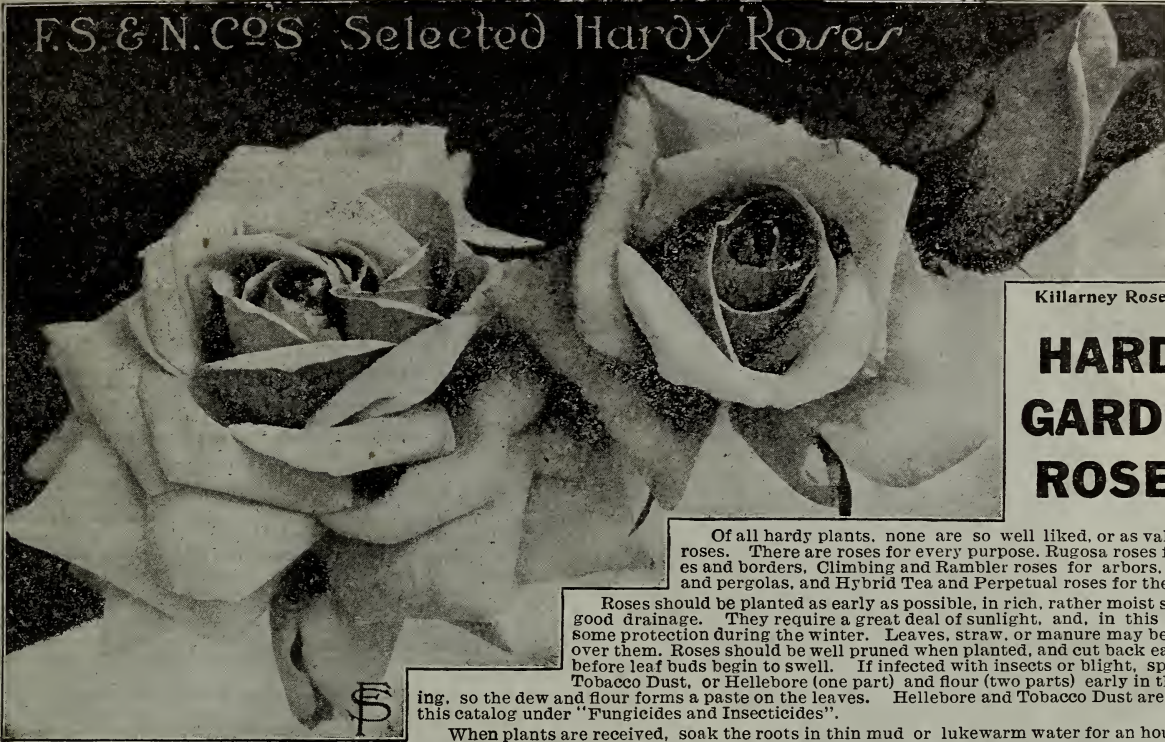 F.S. & N. Co's Selected Hardy Roses
Killarney Rose
HARD
GARD
ROSE
Of all hardy plants, none are so well liked, or as val
roses. There are roses for every purpose. Rugosa roses f
es and borders, Climbing and Rambler roses for arbors,
and pergolas, and Hybrid Tea and Perpetual roses for the
Roses should be planted as early as possible, in rich, rather moist s
good drainage. They require a great deal of sunlight, and, in this
some protection during the winter. Leaves, straw, or manure may be
over them. Roses should be well pruned when planted, and cut back ea
before leaf buds begin to swell. If infected with insects or blight, sp
Tobacco Dust, or Hellebore (one part) and flour (two parts) early in th
ing, so the dew and flour forms a paste on the leaves. Hellebore and Tobacco Dust are
this catalog under "Fungicides and Insecticides".
When plants are received, soak the roots in thin mud or lukewarm water for an hou